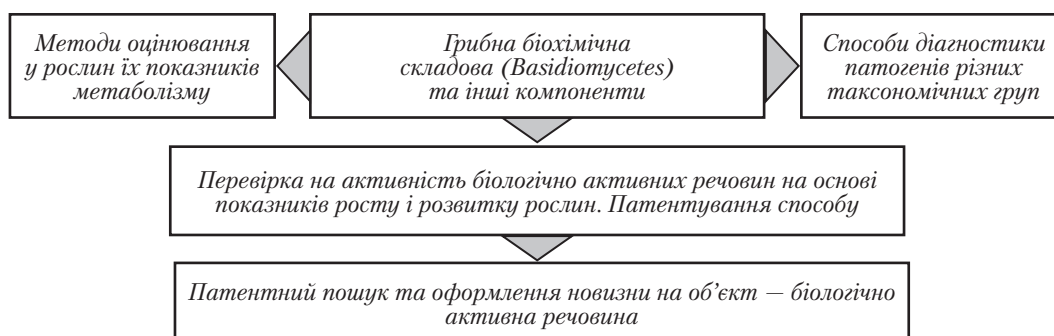 Методи оцінювання
у рослин їх показників
метаболізму
Грибна біохімічна
складова (Basidiomycetes)
та інші компоненти
Способи діагностики
патогенів різних
таксономічних груп
Перевірка на активність біологічно активних речовин на основі
показників росту і розвитку рослин. Патентування способу
Патентний пошук та оформлення новизни на об’єкт — біологічно
активна речовина